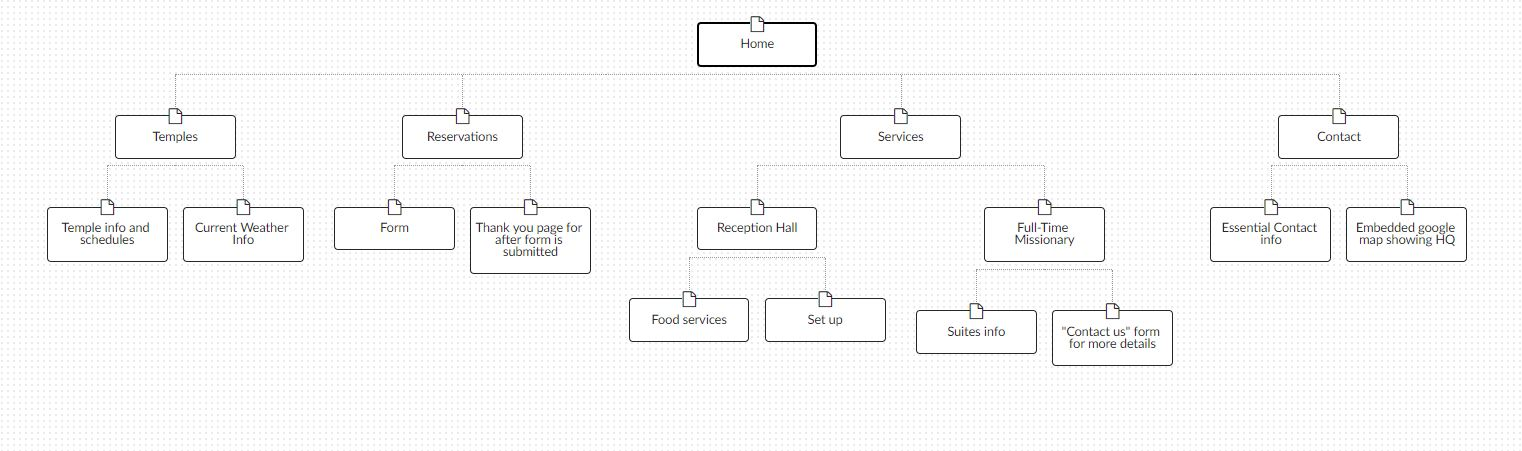 Home
Temples
Reservations
Services
Contact
Temple info and
schedules
Current Weather
Info
Form
Thank you page for
after form is
submitted
Reception Hall
Full-Time
Missionary
Essential Contact
info
Embedded google
map showing HQ
Food services
Set up
Suites info
"Contact us" form
for more details